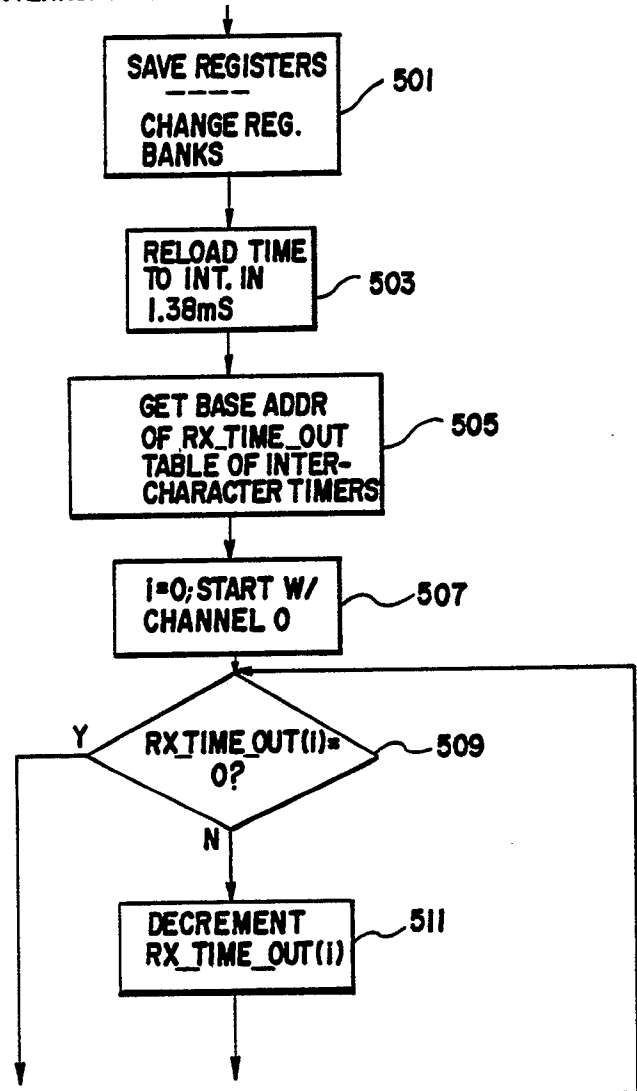 SAVE REGISTERS
----
CHANGE REG.
BANKS
501
RELOAD TIME
TO INT. IN
1.38mS
503
GET BASE ADDR
OF RX_TIME_OUT
TABLE OF INTER-
CHARACTER TIMERS
505
i=0; START W/
CHANNEL 0
507
Y
RX_TIME_OUT(i)=
0?
509
N
DECREMENT
RX_TIME_OUT(i)
511